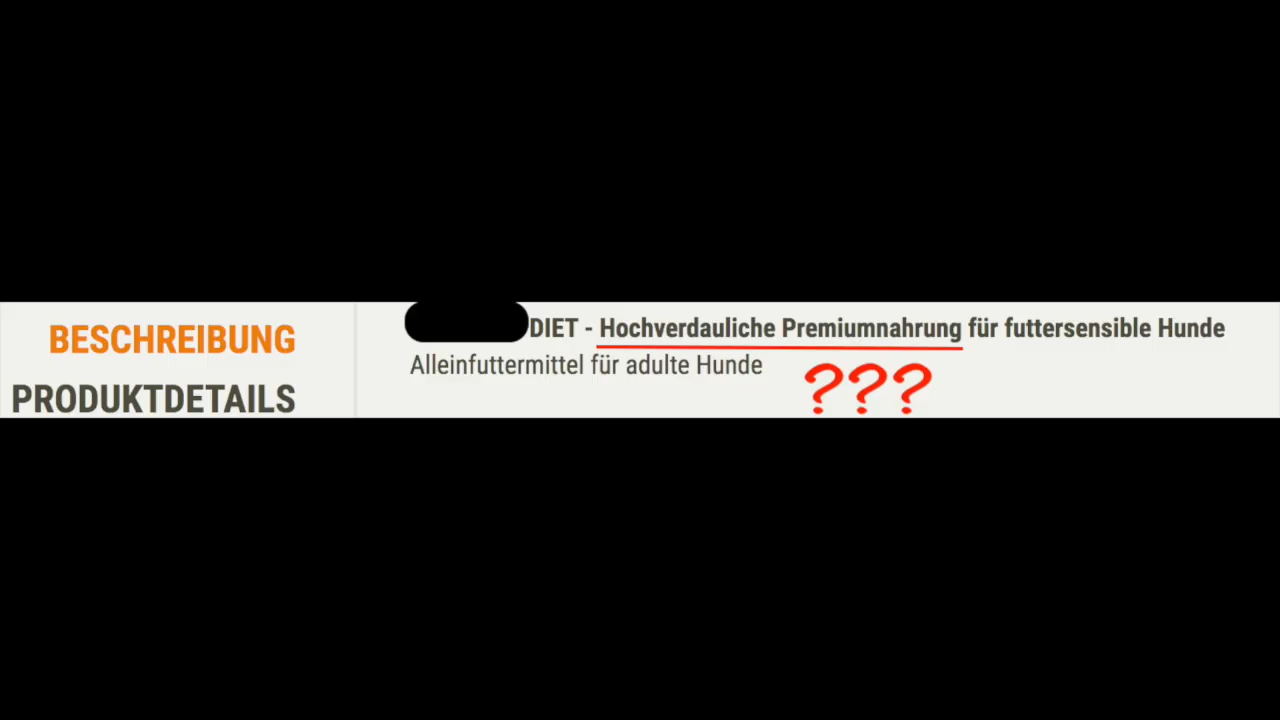 BESCHREIBUNG
PRODUKTDETAILS
DIET - Hochverdauliche Premiumnahrung für futtersensible Hunde
Alleinfuttermittel für adulte Hunde
???